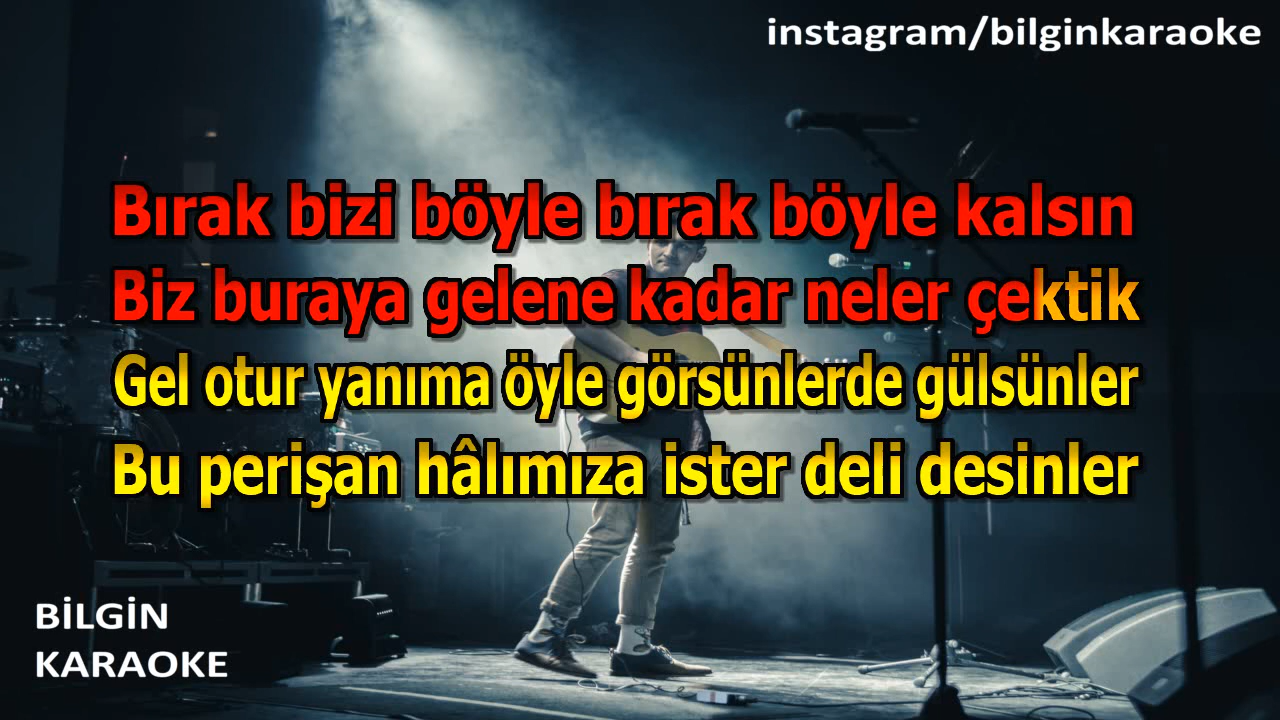 instagram/bilginkaraoke
Bırak bizi böyle bırak böyle kalsın
Biz buraya gelene kadar neler çektik
Gel otur yanıma öyle görsünlerde gülsünler
Bu perişan hâlımıza ister deli desinler
BİLGİN
KARAOKE